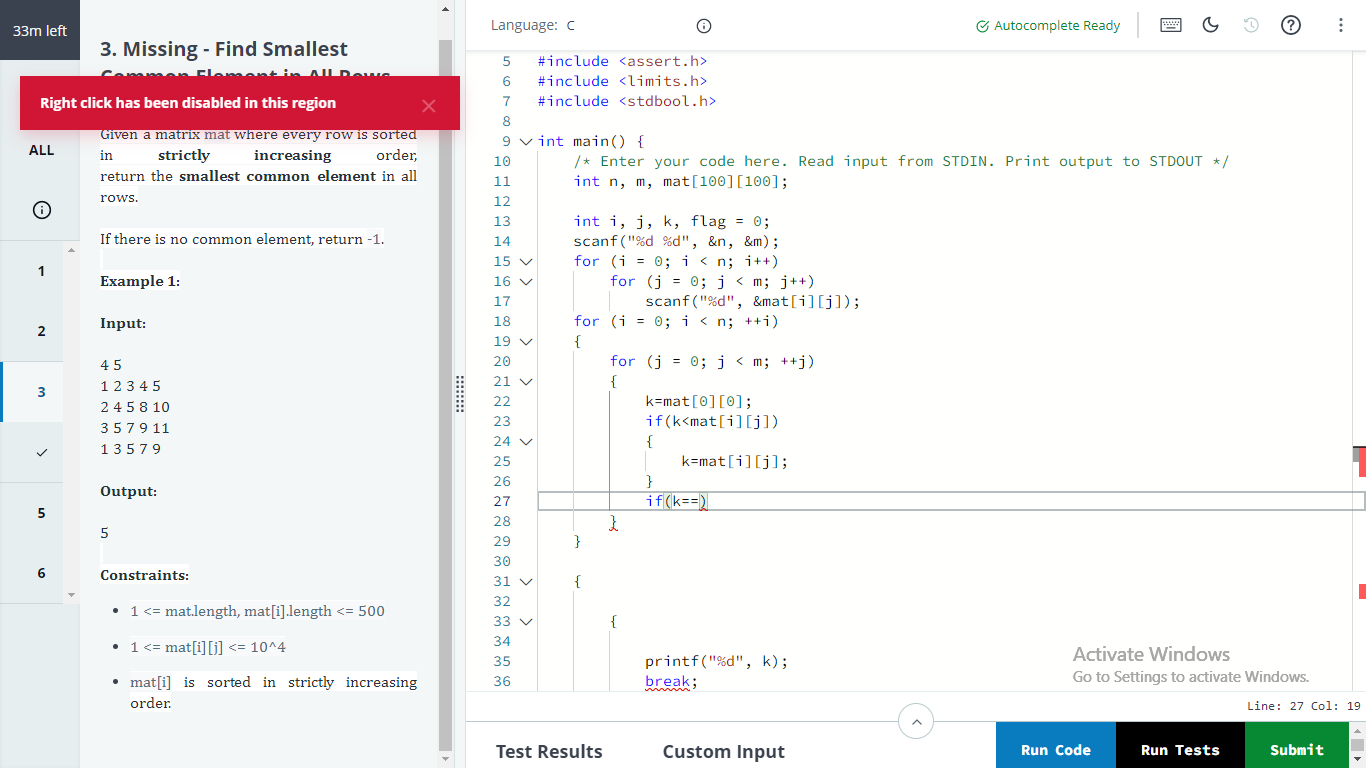 33m left
3. Missing - Find Smallest
Common Element in All Rows
Right click has been disabled in this region
Given a matrix mat where every row is sorted
in strictly increasing order,
return the smallest common element in all
rows.
If there is no common element, return -1.
Example 1:
Input:
4 5
1 2 3 4 5
2 4 5 8 10
3 5 7 9 11
1 3 5 7 9
Output:
5
Constraints:
1 <= mat.length, mat[i].length <= 500
1 <= mat[i][j] <= 10^4
mat[i] is sorted in strictly increasing
order.
ALL
1
2
3
5
6
Language: C
Autocomplete Ready
5 #include <assert.h>
6 #include <limits.h>
7 #include <stdbool.h>
8
9 int main() {
10 /* Enter your code here. Read input from STDIN. Print output to STDOUT */
11 int n, m, mat[100][100];
12
13 int i, j, k, flag = 0;
14 scanf("%d %d", &n, &m);
15 for (i = 0; i < n; i++)
16 for (j = 0; j < m; j++)
17 scanf("%d", &mat[i][j]);
18 for (i = 0; i < n; ++i)
19 {
20 for (j = 0; j < m; ++j)
21 {
22 k=mat[0][0];
23 if(k<mat[i][j])
24 {
25 k=mat[i][j];
26 }
27 if(k==)
28 }
29 }
30
31 {
32
33 {
34
35 printf("%d", k);
36 break;
Activate Windows
Go to Settings to activate Windows.
Line: 27 Col: 19
Test Results
Custom Input
Run Code
Run Tests
Submit